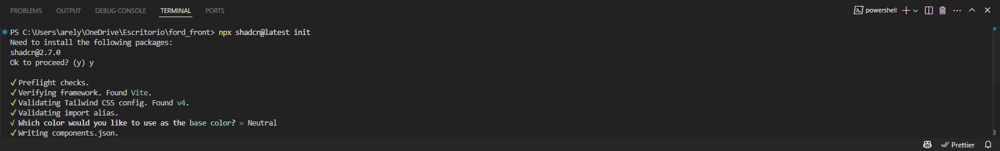 PROBLEMS OUTPUT DEBUG CONSOLE TERMINAL PORTS powershell
PS C:\Users\arely\OneDrive\Escritorio\ford_front> npx shadcn@latest init
Need to install the following packages:
shadcn@2.7.0
Ok to proceed? (y) y
✓ Preflight checks.
✓ Verifying framework. Found Vite.
✓ Validating Tailwind CSS config. Found v4.
✓ Validating import alias.
√ Which color would you like to use as the base color? » Neutral
✓ Writing components.json.
Prettier